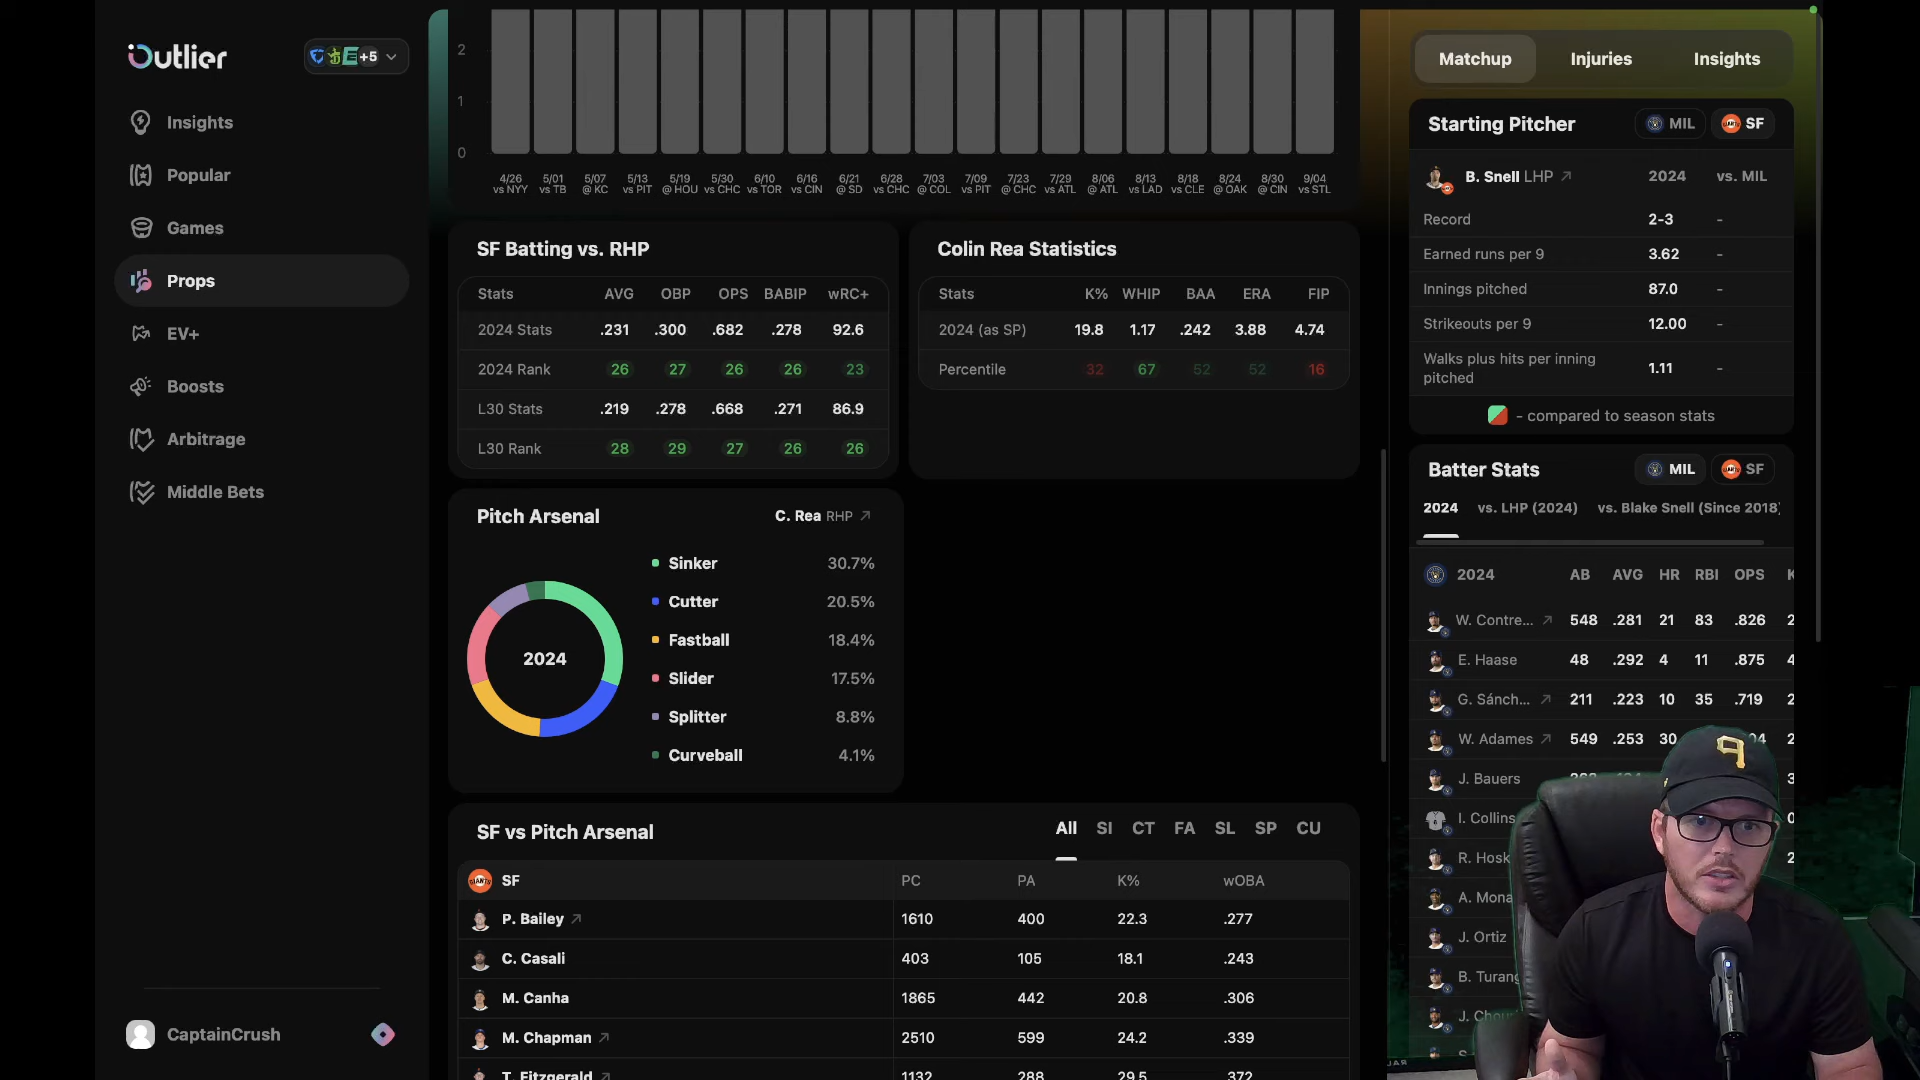 Outlier
+5
Insights
Popular
Games
Props
EV+
Boosts
Arbitrage
Middle Bets
CaptainCrush
2
1
0
4/26 5/01 5/07 5/13 5/19 5/30 6/10 6/16 6/21 6/28 7/03 7/09 7/23 7/29 8/06 8/13 8/18 8/24 8/30 9/04
vs NYY vs TB @ KC vs PIT @ HOU vs CHC vs TOR vs CIN @ SD vs CHC @ COL vs PIT @ CHC vs ATL @ ATL vs LAD vs CLE @ OAK @ CIN vs STL
SF Batting vs. RHP
Stats AVG OBP OPS BABIP wRC+
2024 Stats .231 .300 .682 .278 92.6
2024 Rank 26 27 26 26 23
L30 Stats .219 .278 .668 .271 86.9
L30 Rank 28 29 27 26 26
Colin Rea Statistics
Stats K% WHIP BAA ERA FIP
2024 (as SP) 19.8 1.17 .242 3.88 4.74
Percentile 32 67 52 52 16
Pitch Arsenal C. Rea RHP
2024
Sinker 30.7%
Cutter 20.5%
Fastball 18.4%
Slider 17.5%
Splitter 8.8%
Curveball 4.1%
SF vs Pitch Arsenal All SI CT FA SL SP CU
SF PC PA K% wOBA
P. Bailey 1610 400 22.3 .277
C. Casali 403 105 18.1 .243
M. Canha 1865 442 20.8 .306
M. Chapman 2510 599 24.2 .339
T. Fitzgerald 1132 288 29.5 .372
Matchup Injuries Insights
Starting Pitcher MIL SF
B. Snell LHP 2024 vs. MIL
Record 2-3 -
Earned runs per 9 3.62 -
Innings pitched 87.0 -
Strikeouts per 9 12.00 -
Walks plus hits per inning
pitched 1.11 -
- compared to season stats
Batter Stats MIL SF
2024 vs. LHP (2024) vs. Blake Snell (Since 2018)
2024 AB AVG HR RBI OPS K
W. Contre... 548 .281 21 83 .826 2
E. Haase 48 .292 4 11 .875 4
G. Sánch... 211 .223 10 35 .719 2
W. Adames 549 .253 30 2
J. Bauers 3
I. Collins 0
R. Hosk 2
A. Mona
J. Ortiz
B. Turang
J. Chou